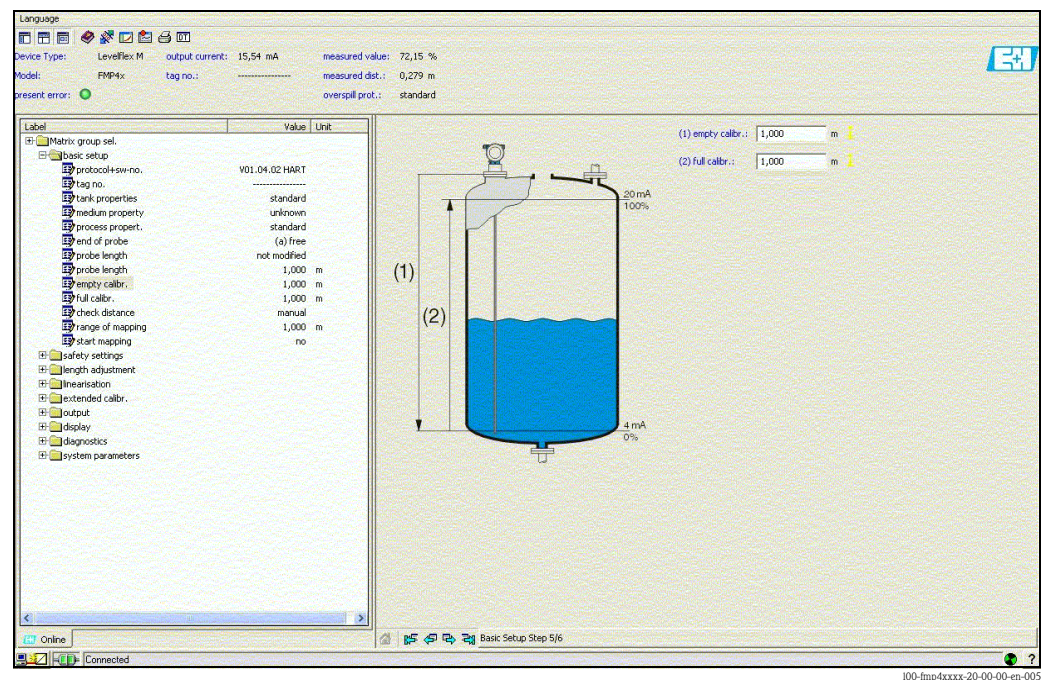 Language
DT
Device Type: Levelflex M output current: 15,54 mA measured value: 72,15 %
Model: FMP4x tag no.: ---------------- measured dist.: 0,279 m
present error: overspill prot.: standard
E+H
Label Value Unit
Matrix group sel.
basic setup
protocol+sw-no. V01.04.02 HART
tag no. ----------------
tank properties standard
medium property unknown
process propert. standard
end of probe (a) free
probe length not modified
probe length 1,000 m
empty calibr. 1,000 m
full calibr. 1,000 m
check distance manual
range of mapping 1,000 m
start mapping no
safety settings
length adjustment
linearisation
extended calibr.
output
display
diagnostics
system parameters
(1) empty calibr.: 1,000 m
(2) full calibr.: 1,000 m
20 mA
100%
(1)
(2)
4 mA
0%
Online
Basic Setup Step 5/6
Connected
?
l00-fmp4xxxx-20-00-00-en-005